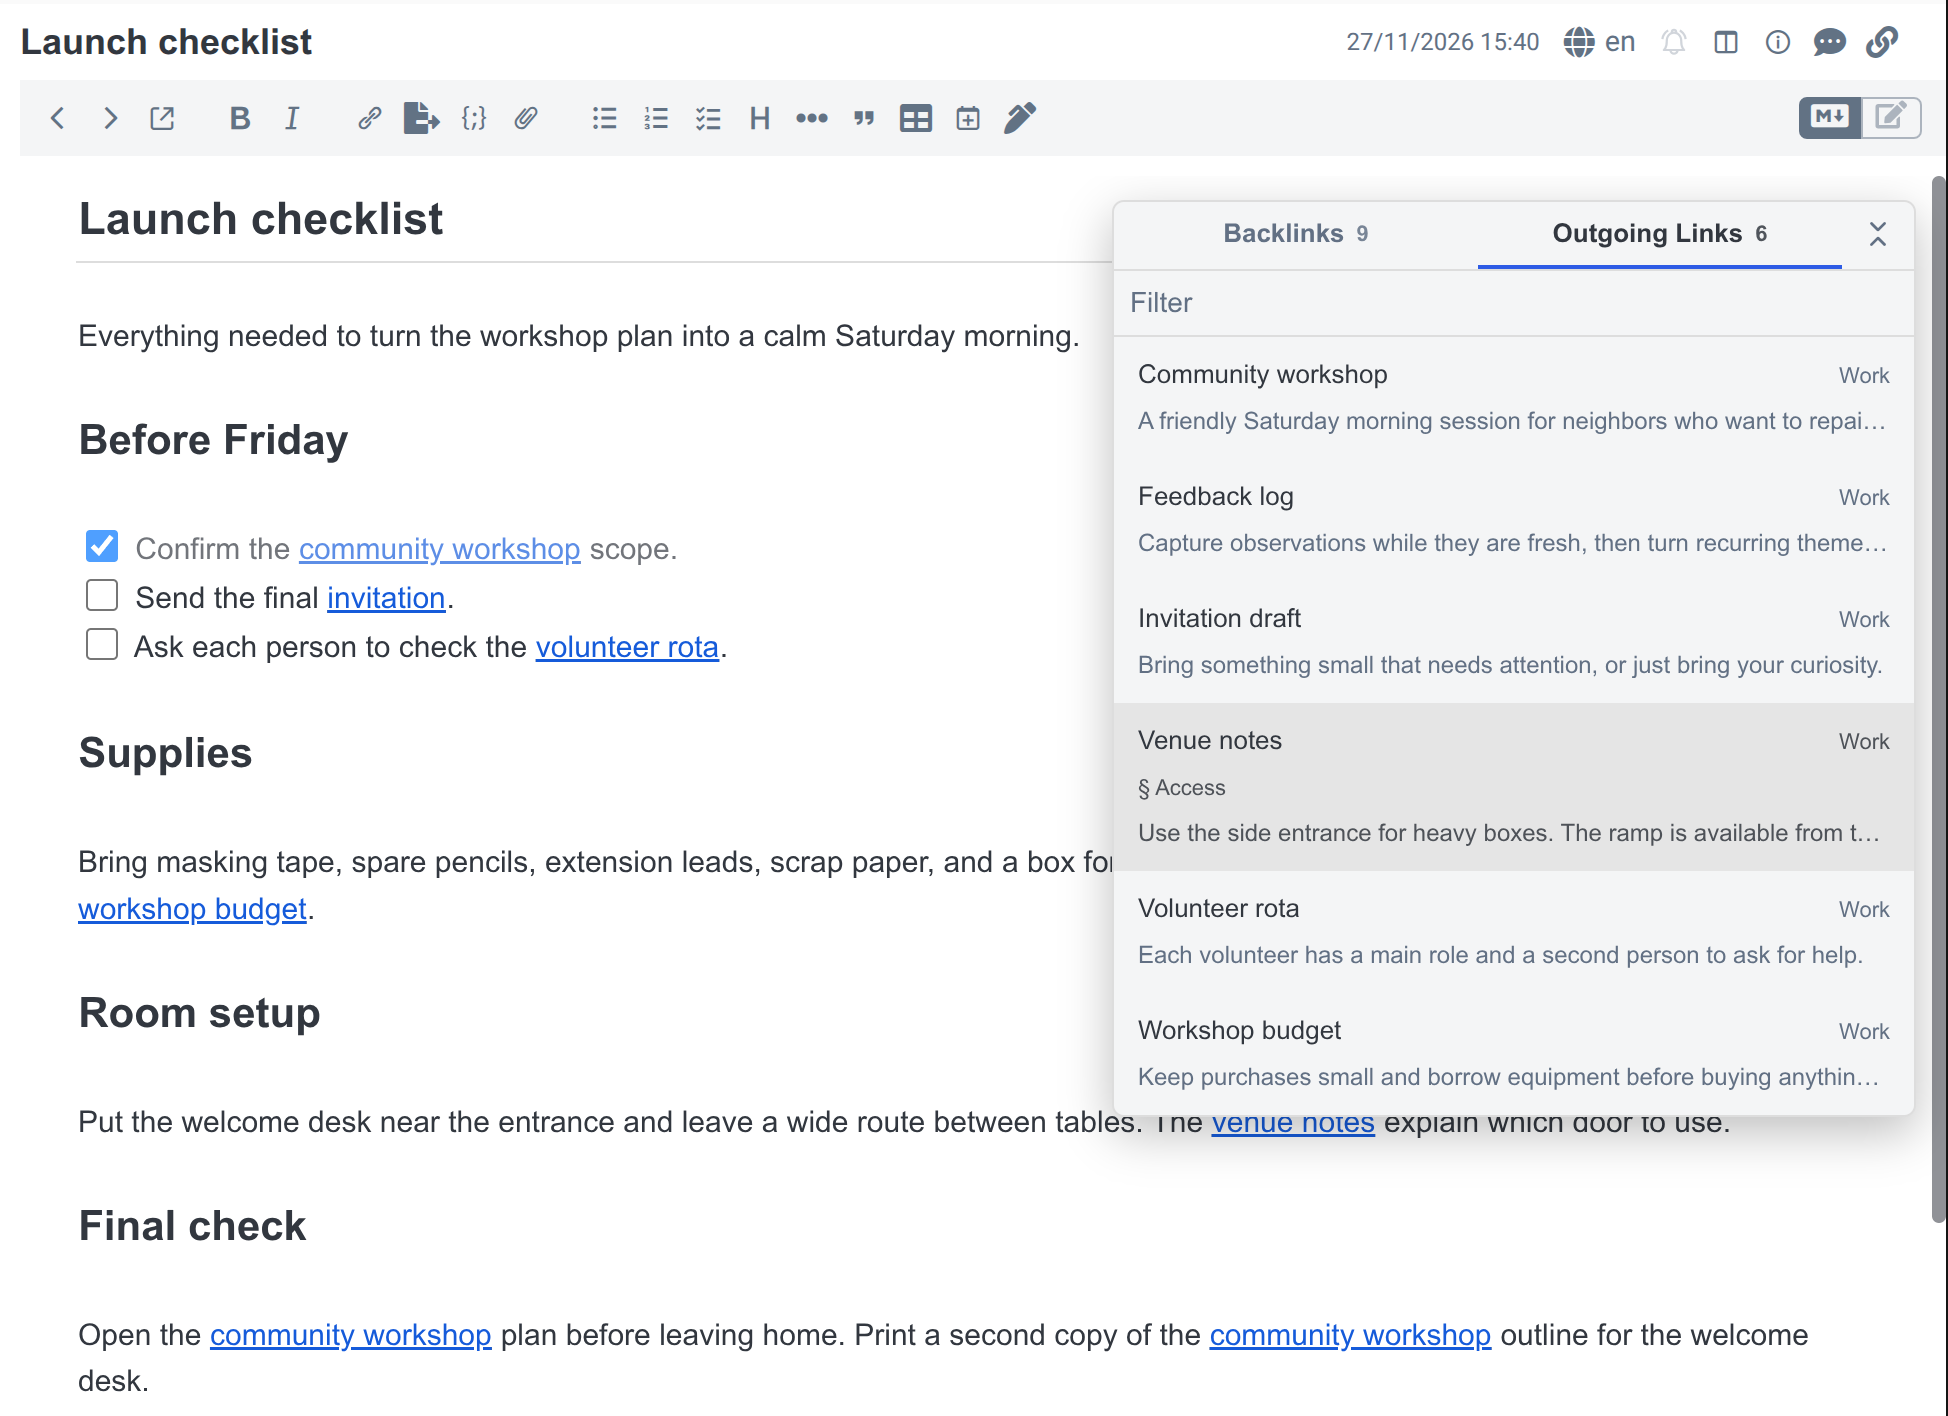 Launch checklist
27/11/2026 15:40 en
B I {;} H M↓
Launch checklist
Everything needed to turn the workshop plan into a calm Saturday morning.
Before Friday
Confirm the community workshop scope.
Send the final invitation.
Ask each person to check the volunteer rota.
Supplies
Bring masking tape, spare pencils, extension leads, scrap paper, and a box for
workshop budget.
Room setup
Put the welcome desk near the entrance and leave a wide route between tables. The venue notes explain which door to use.
Final check
Open the community workshop plan before leaving home. Print a second copy of the community workshop outline for the welcome
desk.
Backlinks 9 Outgoing Links 6
Filter
Community workshop Work
A friendly Saturday morning session for neighbors who want to repai…
Feedback log Work
Capture observations while they are fresh, then turn recurring theme…
Invitation draft Work
Bring something small that needs attention, or just bring your curiosity.
Venue notes Work
§ Access
Use the side entrance for heavy boxes. The ramp is available from t…
Volunteer rota Work
Each volunteer has a main role and a second person to ask for help.
Workshop budget Work
Keep purchases small and borrow equipment before buying anythin…